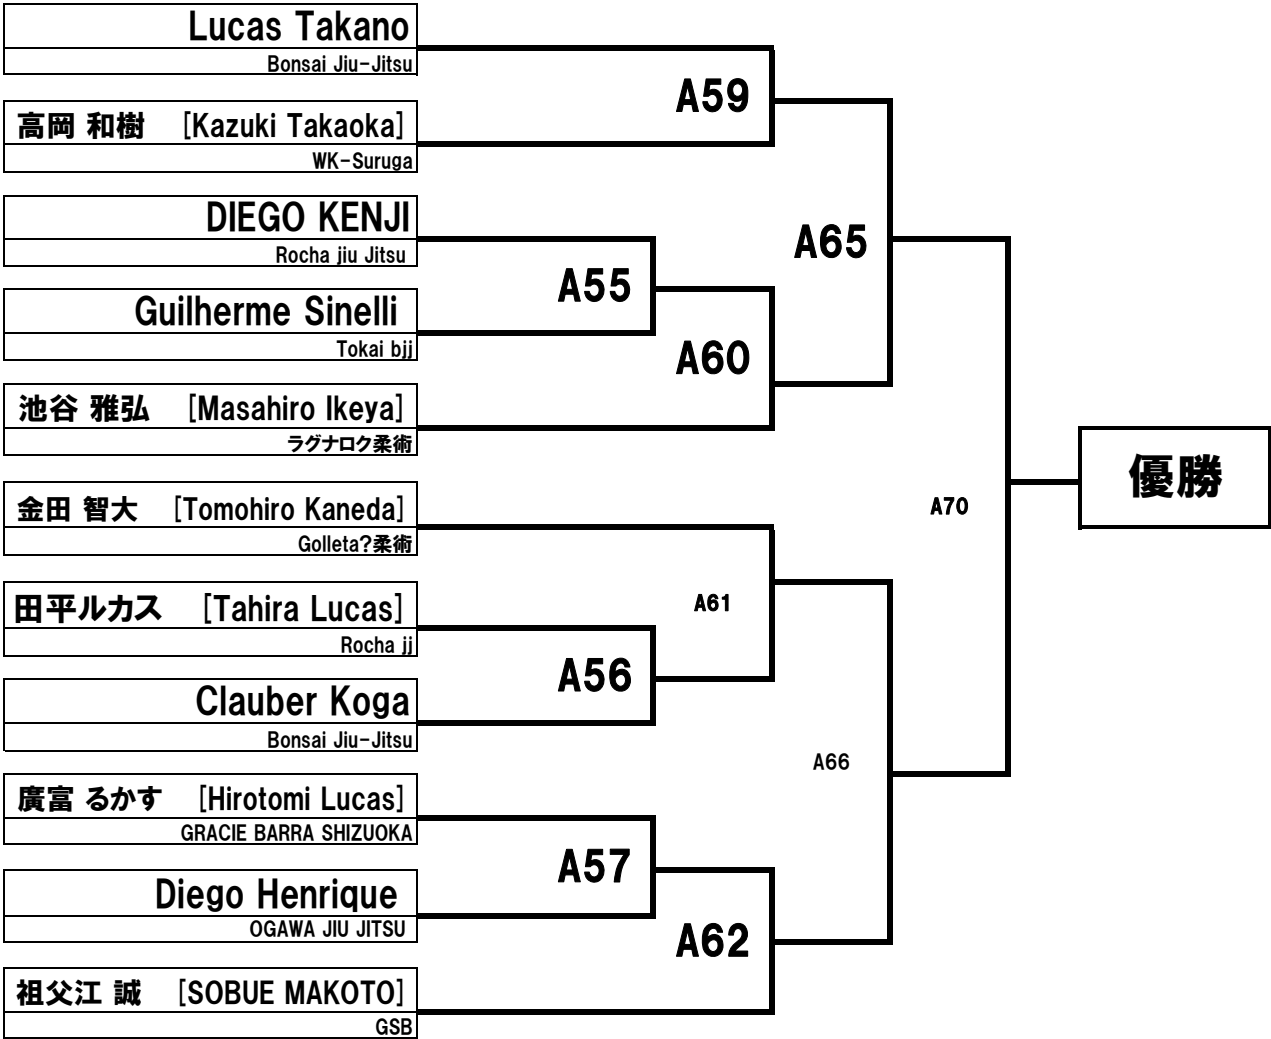 Lucas Takano
Bonsai Jiu-Jitsu
A59
高岡 和樹 [Kazuki Takaoka]
WK-Suruga
DIEGO KENJI
Rocha jiu Jitsu
A65
A55
Guilherme Sinelli
Tokai bjj
A60
池谷 雅弘 [Masahiro Ikeya]
ラグナロク柔術
優勝
金田 智大 [Tomohiro Kaneda]
Golleta?柔術
A70
田平ルカス [Tahira Lucas]
Rocha jj
A61
A56
Clauber Koga
Bonsai Jiu-Jitsu
A66
廣富 るかす [Hirotomi Lucas]
GRACIE BARRA SHIZUOKA
A57
Diego Henrique
OGAWA JIU JITSU
A62
祖父江 誠 [SOBUE MAKOTO]
GSB